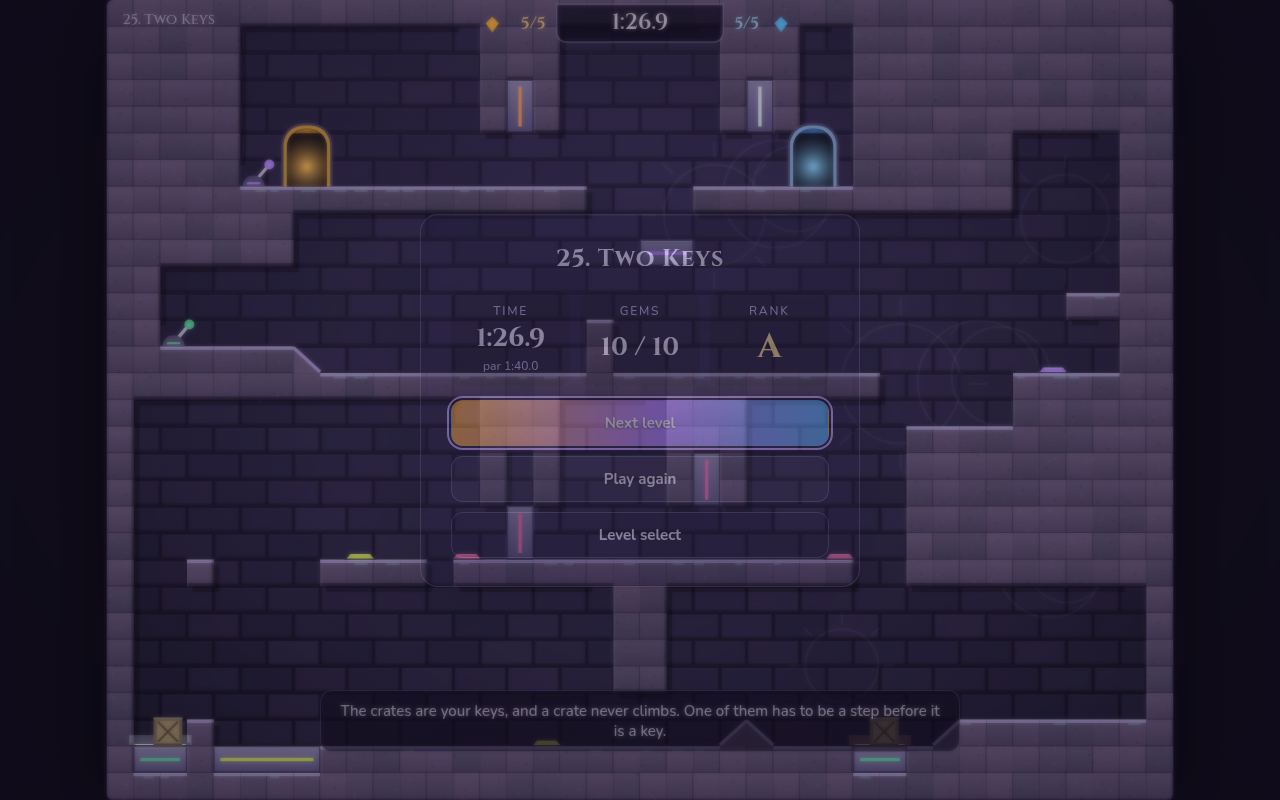 25. Two Keys
5/5
1:26.9
5/5
25. Two Keys
TIME
GEMS
RANK
1:26.9
10 / 10
A
par 1:40.0
Next level
Play again
Level select
The crates are your keys, and a crate never climbs. One of them has to be a step before it
is a key.